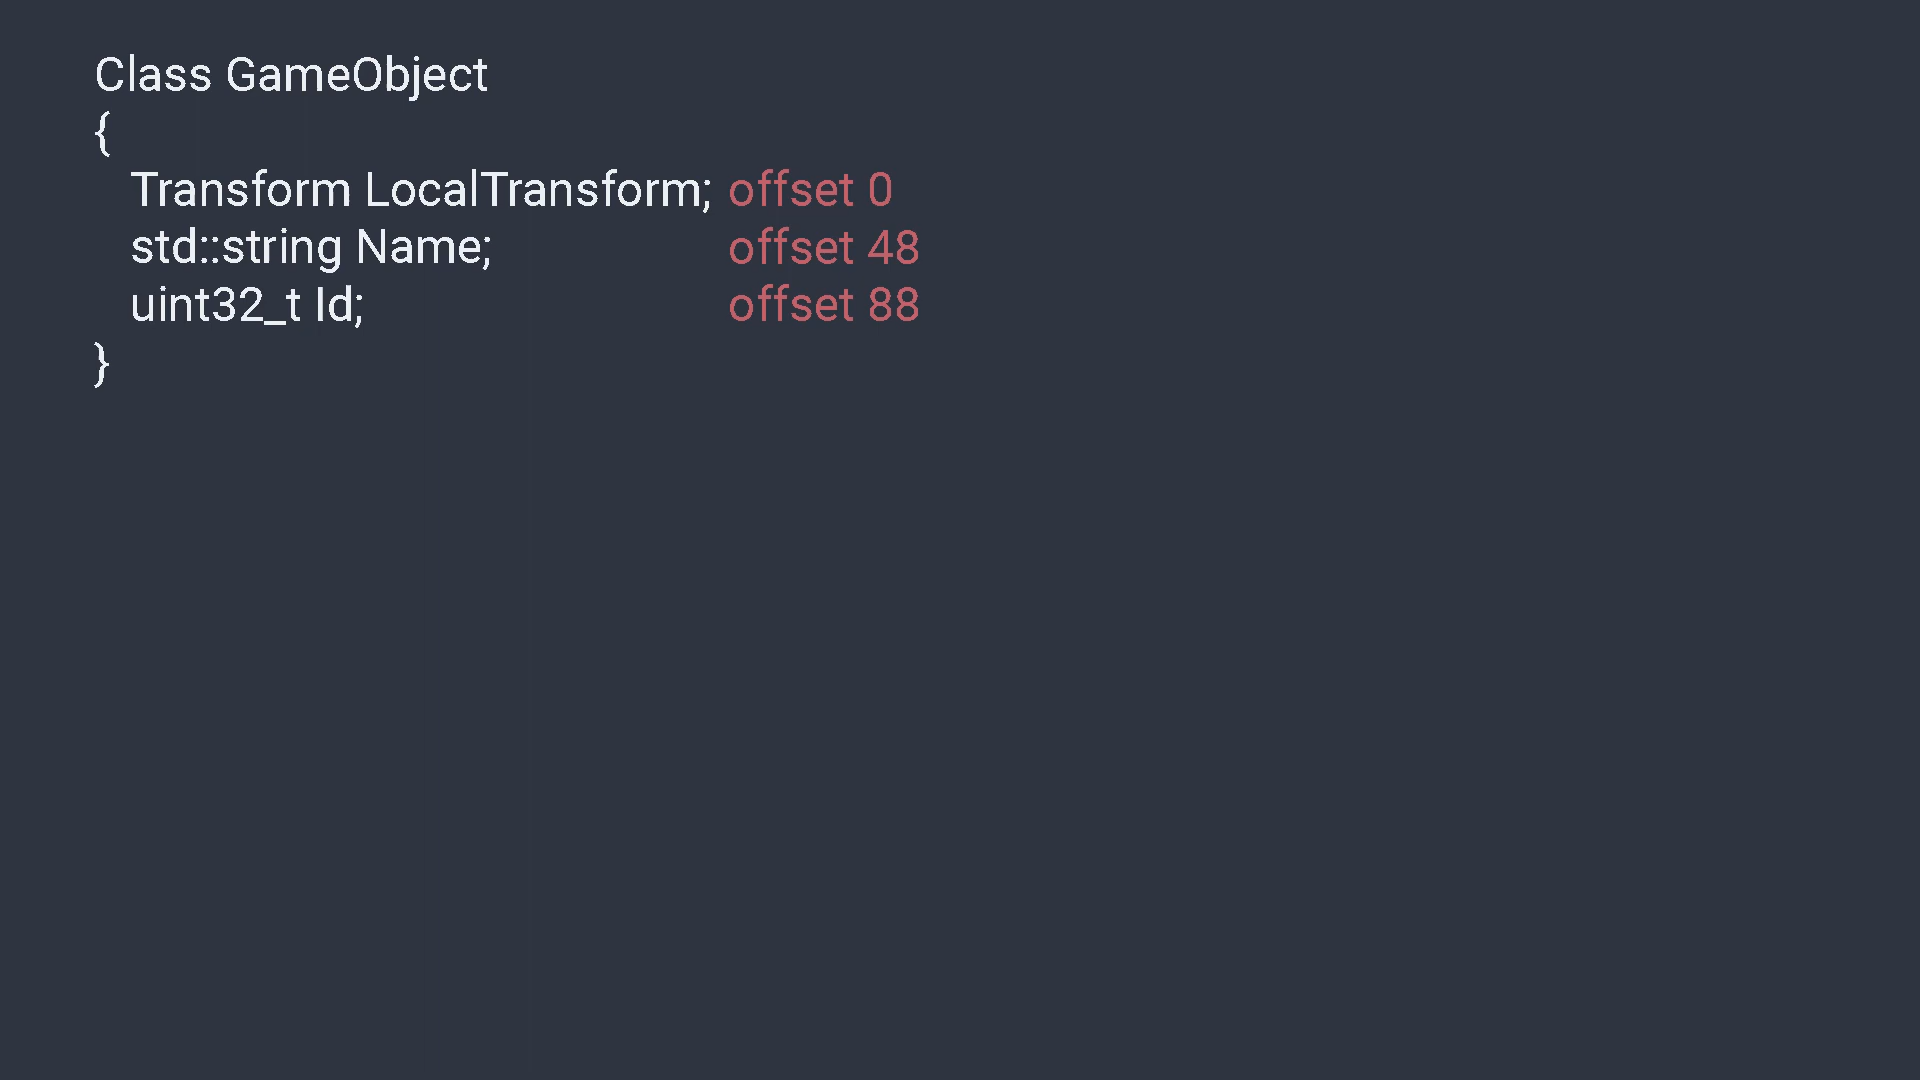 Class GameObject
{
Transform LocalTransform; offset 0
std::string Name; offset 48
uint32_t Id; offset 88
}